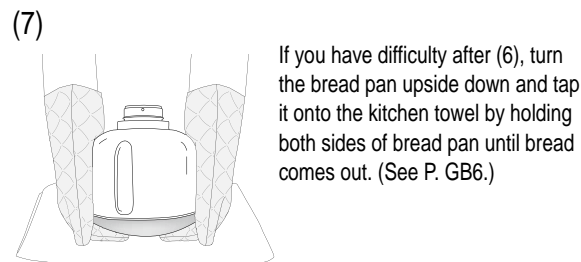 (7)
If you have difficulty after (6), turn
the bread pan upside down and tap
it onto the kitchen towel by holding
both sides of bread pan until bread
comes out. (See P. GB6.)